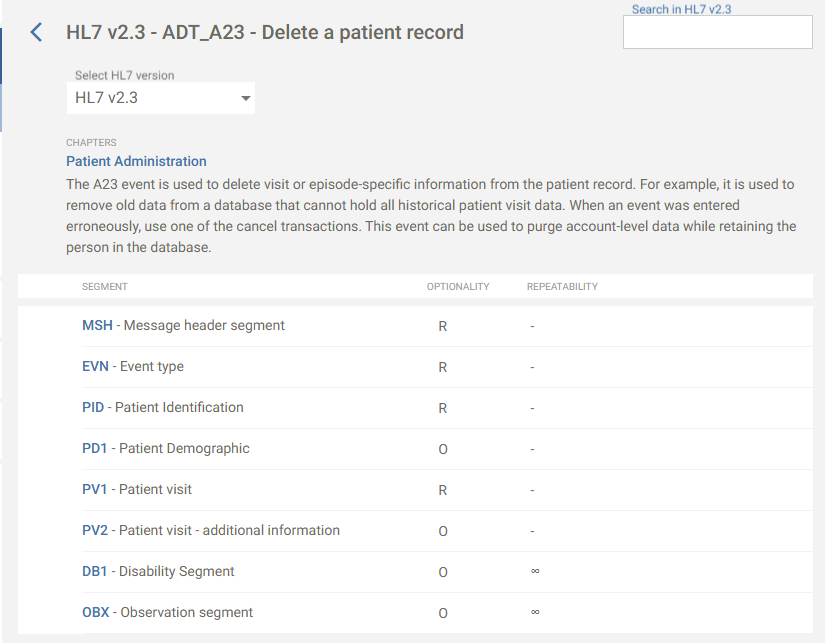 Search in HL7 v2.3
HL7 v2.3 - ADT_A23 - Delete a patient record
Select HL7 version
HL7 v2.3
CHAPTERS
Patient Administration
The A23 event is used to delete visit or episode-specific information from the patient record. For example, it is used to
remove old data from a database that cannot hold all historical patient visit data. When an event was entered
erroneously, use one of the cancel transactions. This event can be used to purge account-level data while retaining the
person in the database.
SEGMENT OPTIONALITY REPEATABILITY
MSH - Message header segment R -
EVN - Event type R -
PID - Patient Identification R -
PD1 - Patient Demographic O -
PV1 - Patient visit R -
PV2 - Patient visit - additional information O -
DB1 - Disability Segment O ∞
OBX - Observation segment O ∞